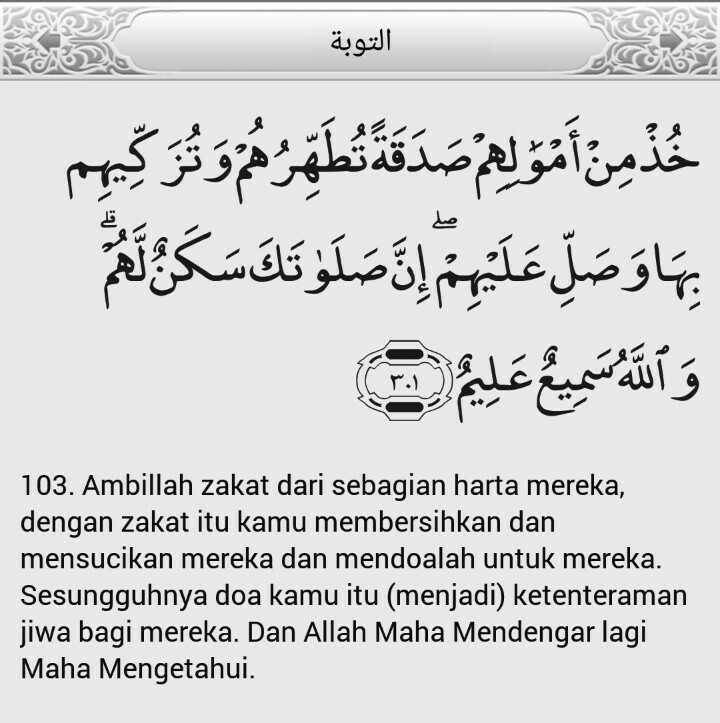 التوبة
خُذْ مِنْ أَمْوَٰلِهِمْ صَدَقَةً تُطَهِّرُهُمْ وَتُزَكِّيهِم
بِهَا وَصَلِّ عَلَيْهِمْ ۖ إِنَّ صَلَوٰتَكَ سَكَنٌ لَّهُمْ ۗ
وَٱللَّهُ سَمِيعٌ عَلِيمٌ ٣٠١
103. Ambillah zakat dari sebagian harta mereka,
dengan zakat itu kamu membersihkan dan
mensucikan mereka dan mendoalah untuk mereka.
Sesungguhnya doa kamu itu (menjadi) ketenteraman
jiwa bagi mereka. Dan Allah Maha Mendengar lagi
Maha Mengetahui.